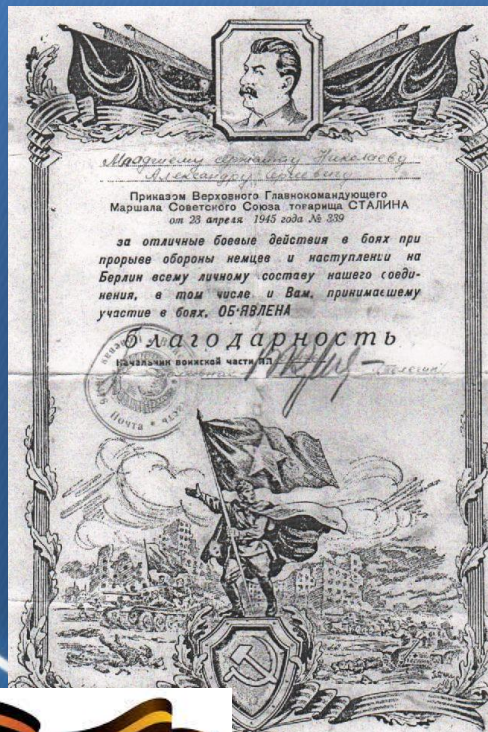 Младшему сержанту Николаеву
Александру
Приказом Верховного Главнокомандующего
Маршала Советского Союза товарища СТАЛИНА
от 23 апреля 1945 года № 339
за отличные боевые действия в боях при
прорыве обороны немцев и наступлении на
Берлин всему личному составу нашего соеди-
нения, в том числе и Вам, принимавшему
участие в боях, ОБ'ЯВЛЕНА
благодарность
Начальник воинской части ПП
Почта